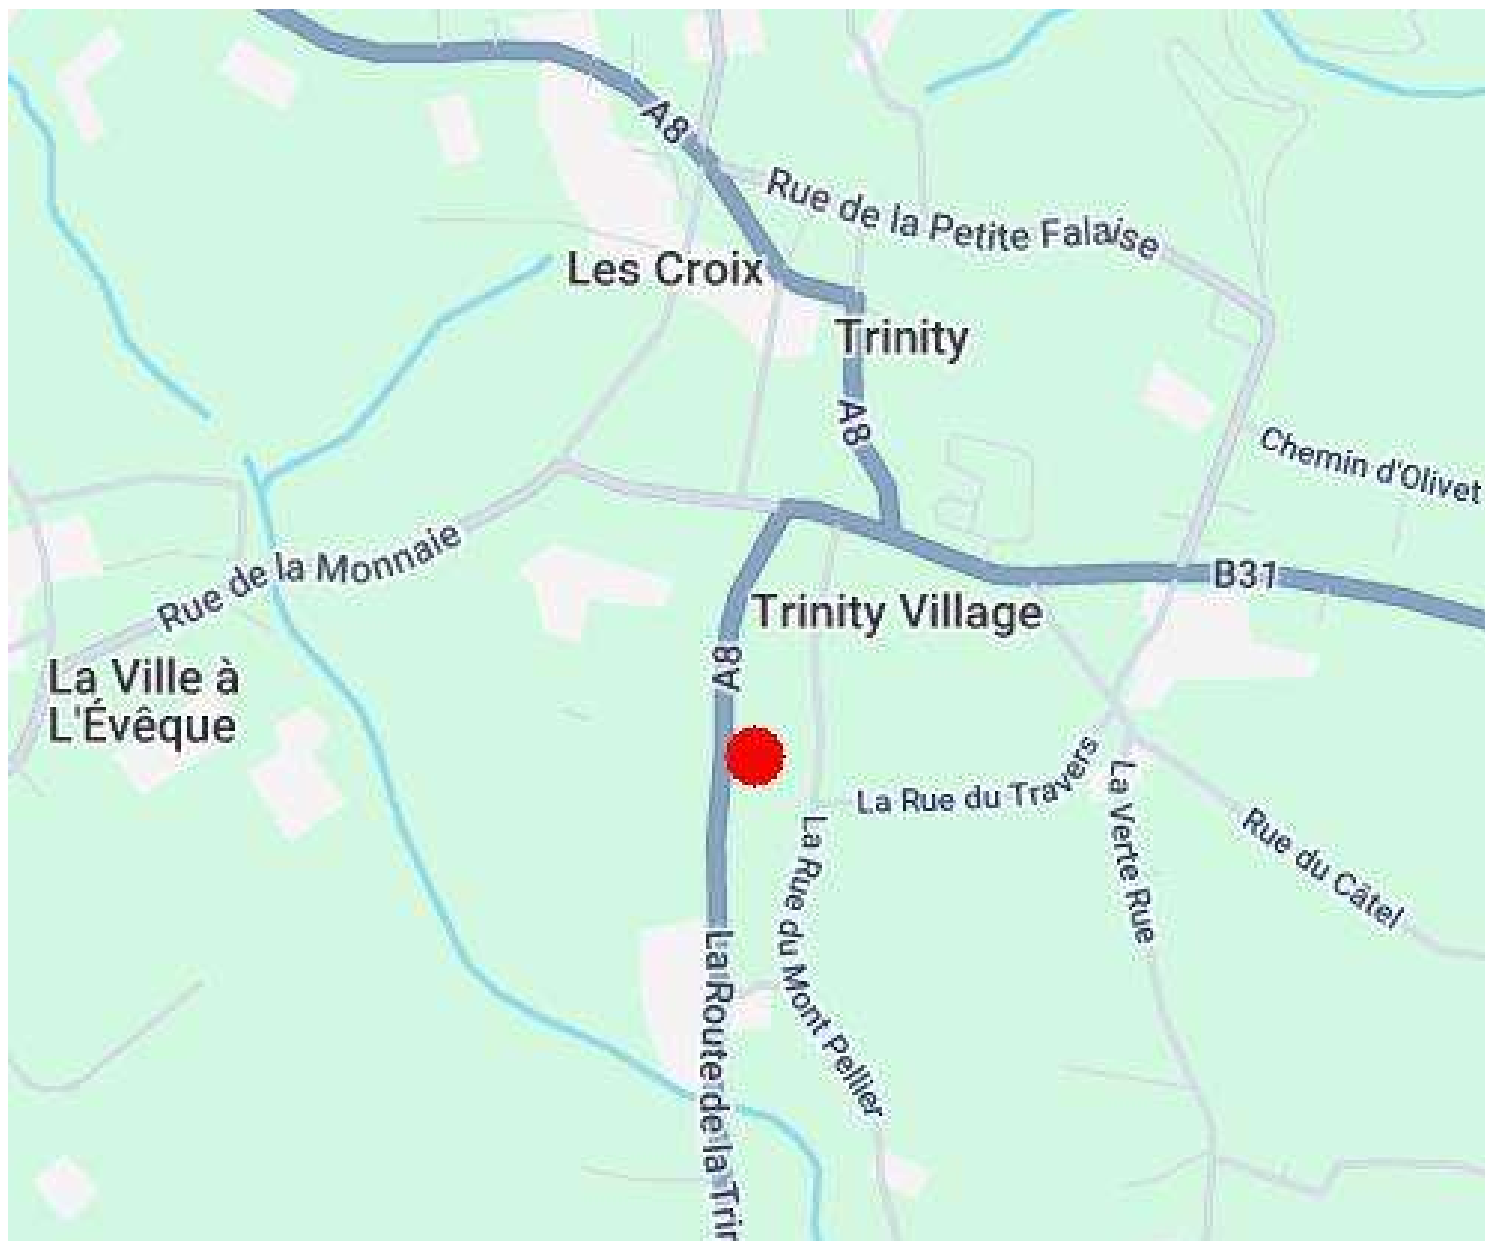 A8
Rue de la Petite Falaise
Les Croix
Trinity
A8
Chemin d'Olivet
Rue de la Monnaie
B31
Trinity Village
A8
La Ville à
L'Évêque
La Rue du Travers
La Verte Rue
Rue du Câtel
La Rue du Mont Pellier
La Route de la Trin